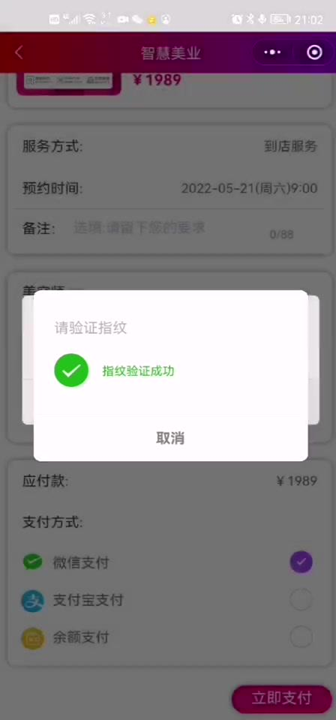 21:02
智慧美业
¥1989
服务方式:
到店服务
预约时间:
2022-05-21(周六)9:00
备注:
选填:请留下您的要求
0/88
请验证指纹
指纹验证成功
取消
应付款:
¥1989
支付方式:
微信支付
支付宝支付
余额支付
立即支付